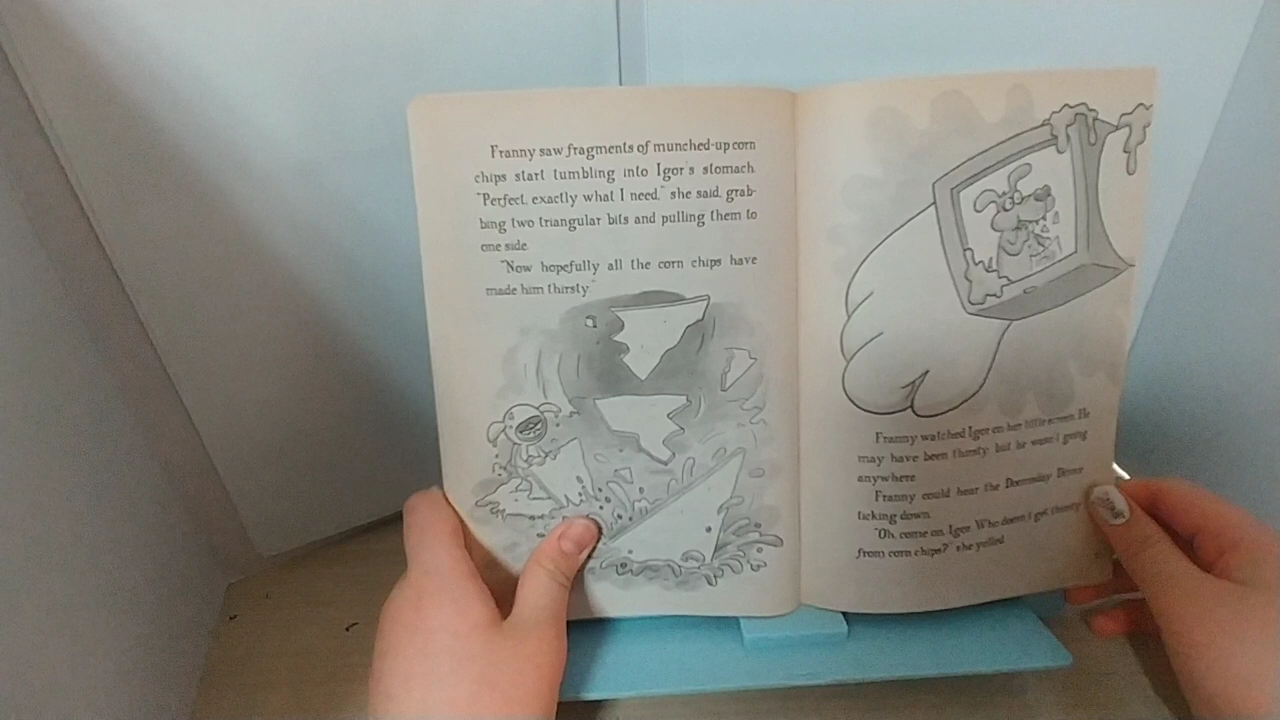 Franny saw fragments of munched-up corn
chips start tumbling into Igor's stomach.
"Perfect, exactly what I need," she said, grab-
bing two triangular bits and pulling them to
one side.
"Now hopefully all the corn chips have
made him thirsty."
Franny watched Igor on her little screen. He
may have been thirsty, but he wasn't going
anywhere.
Franny could hear the Doomsday Device
ticking down.
"Oh, come on, Igor. Who doesn't get thirsty
from corn chips?" she yelled.